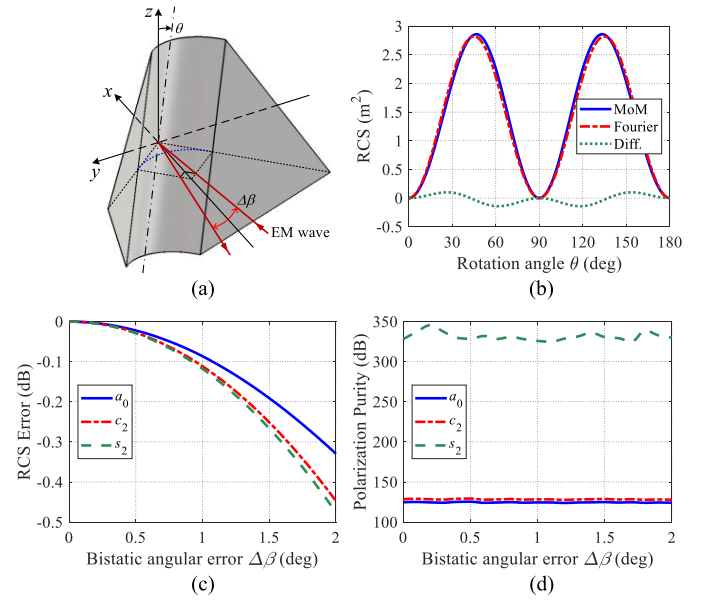 z
θ
x
y
Δβ
EM wave
(a)
RCS (m²)
3
2.5
2
1.5
1
0.5
0
-0.5
MoM
Fourier
Diff.
0 30 60 90 120 150 180
Rotation angle θ (deg)
(b)
RCS Error (dB)
0
-0.1
-0.2
-0.3
-0.4
-0.5
a₀
c₂
s₂
0 0.5 1 1.5 2
Bistatic angular error Δβ (deg)
(c)
Polarization Purity (dB)
350
300
250
200
150
100
a₀
c₂
s₂
0 0.5 1 1.5 2
Bistatic angular error Δβ (deg)
(d)